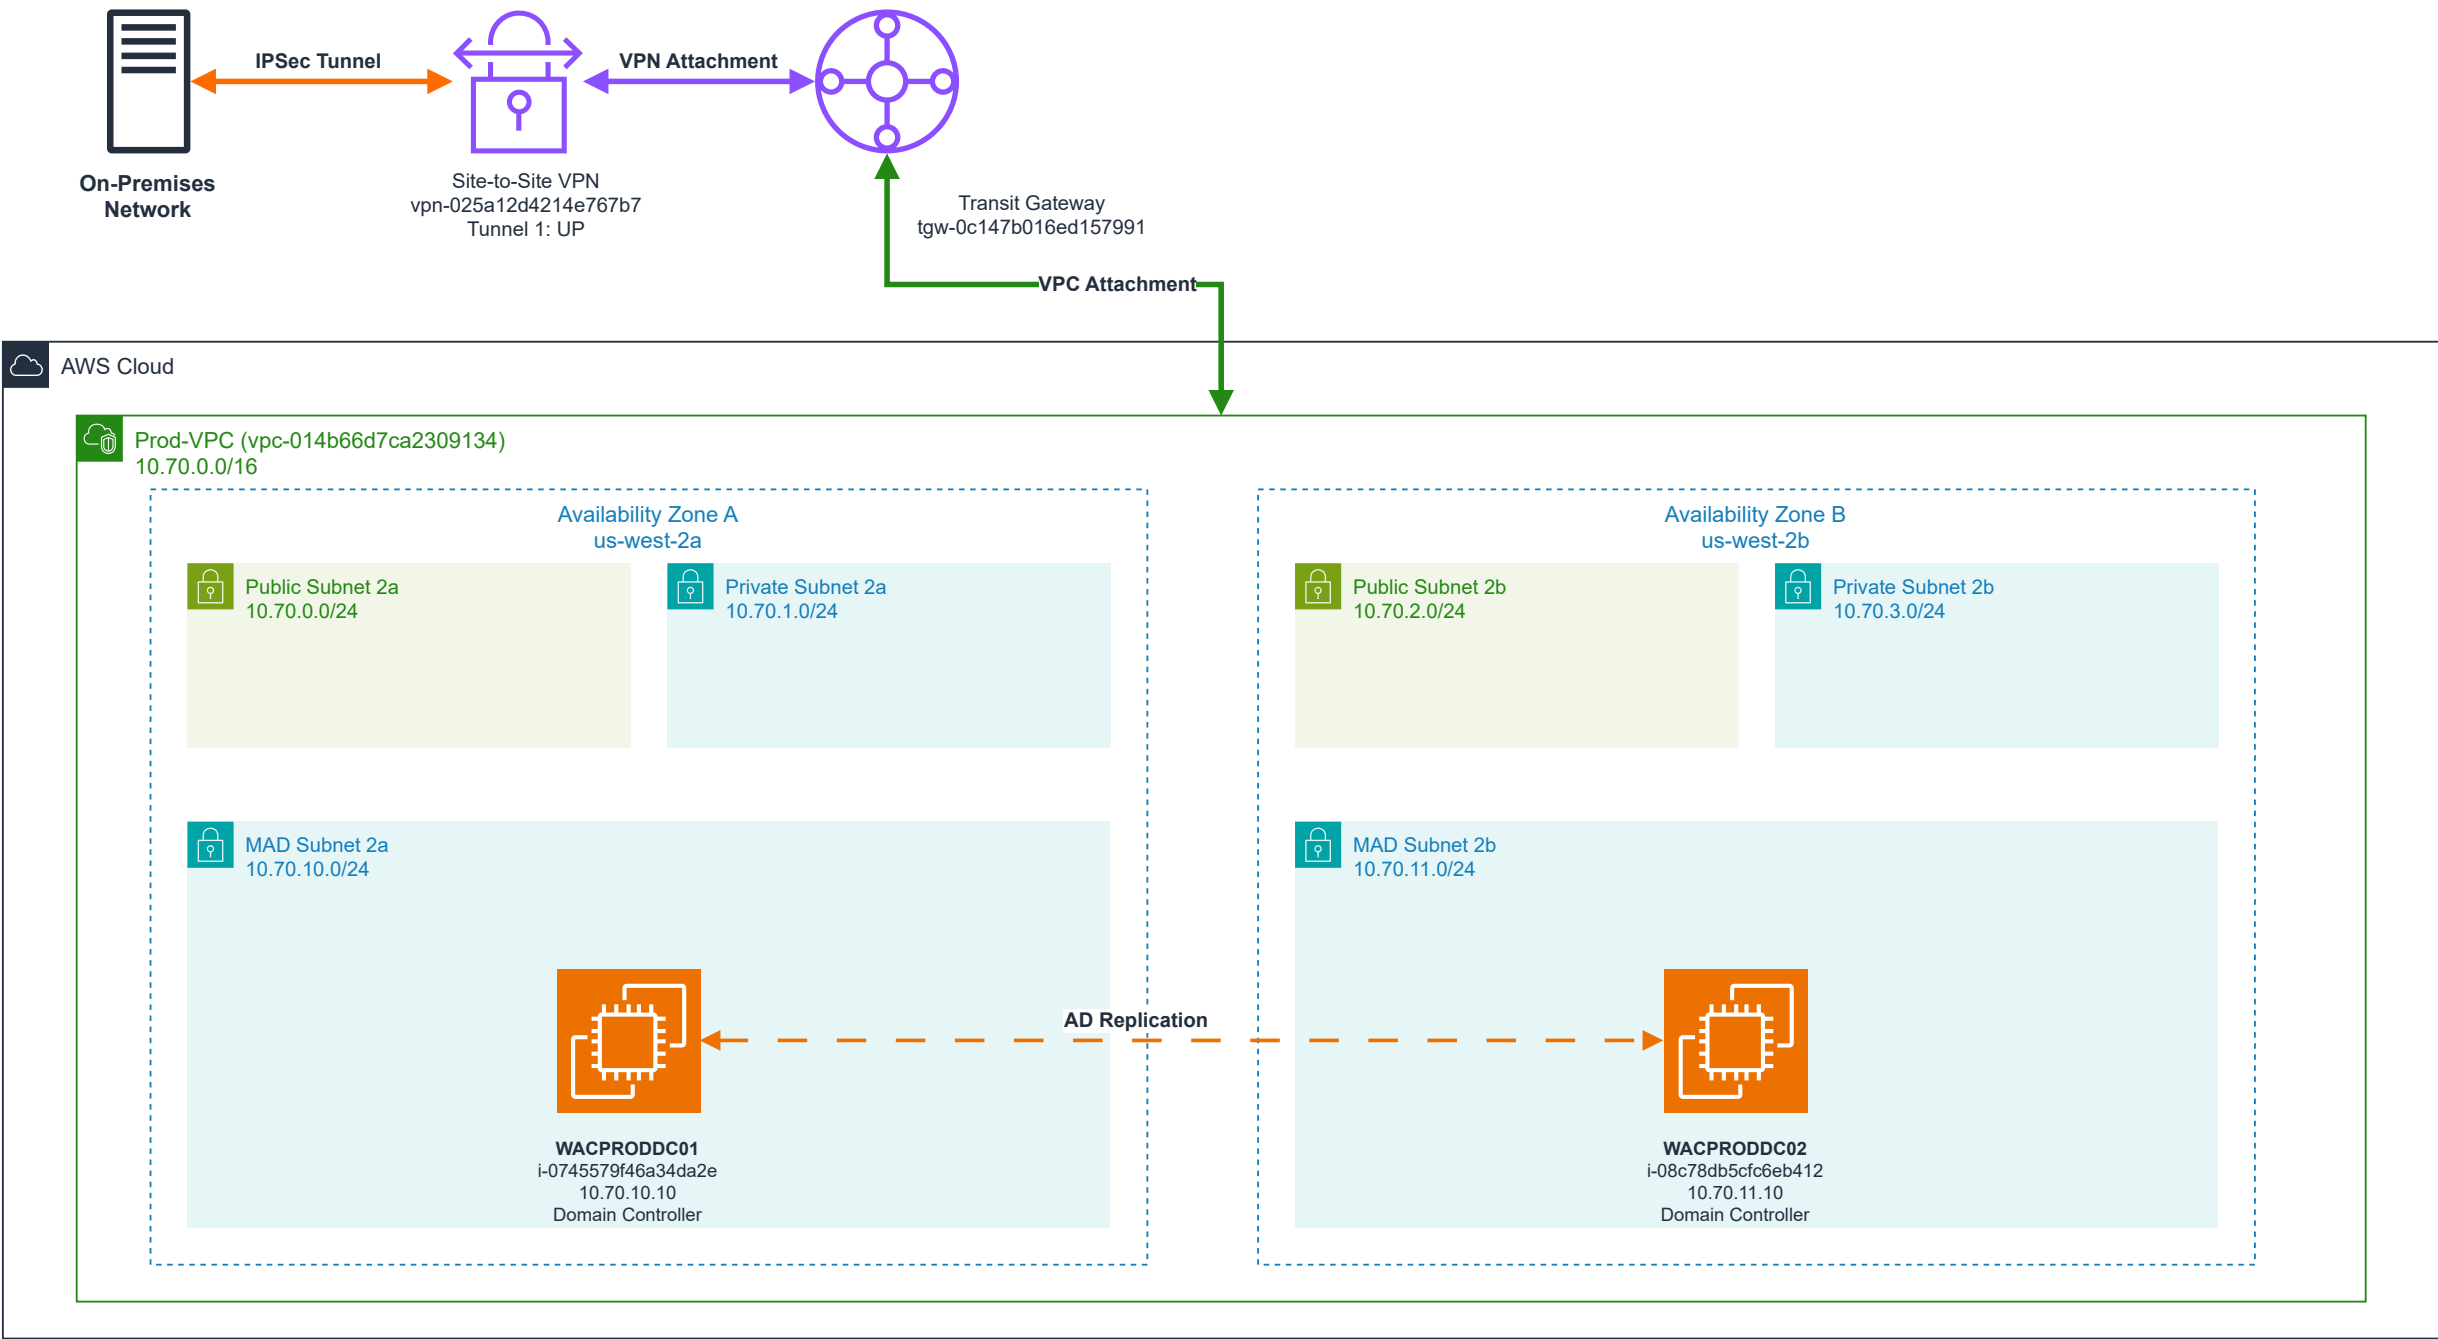 IPSec Tunnel
VPN Attachment
On-Premises
Network
Site-to-Site VPN
vpn-025a12d4214e767b7
Tunnel 1: UP
Transit Gateway
tgw-0c147b016ed157991
VPC Attachment
AWS Cloud
Prod-VPC (vpc-014b66d7ca2309134)
10.70.0.0/16
Availability Zone A
us-west-2a
Public Subnet 2a
10.70.0.0/24
Private Subnet 2a
10.70.1.0/24
MAD Subnet 2a
10.70.10.0/24
WACPRODDC01
i-0745579f46a34da2e
10.70.10.10
Domain Controller
AD Replication
Availability Zone B
us-west-2b
Public Subnet 2b
10.70.2.0/24
Private Subnet 2b
10.70.3.0/24
MAD Subnet 2b
10.70.11.0/24
WACPRODDC02
i-08c78db5cfc6eb412
10.70.11.10
Domain Controller